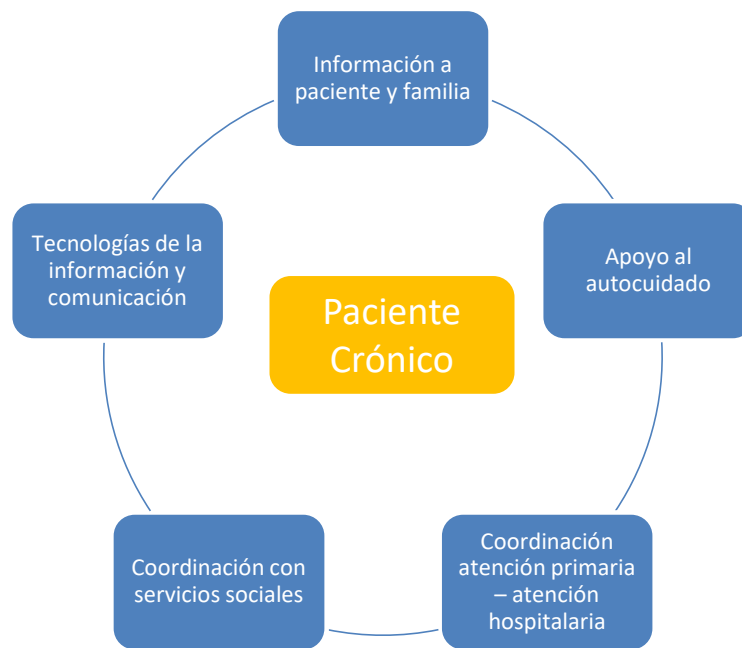 Información a
paciente y familia
Tecnologías de la
información y
comunicación
Apoyo al
autocuidado
Paciente
Crónico
Coordinación con
servicios sociales
Coordinación
atención primaria
– atención
hospitalaria